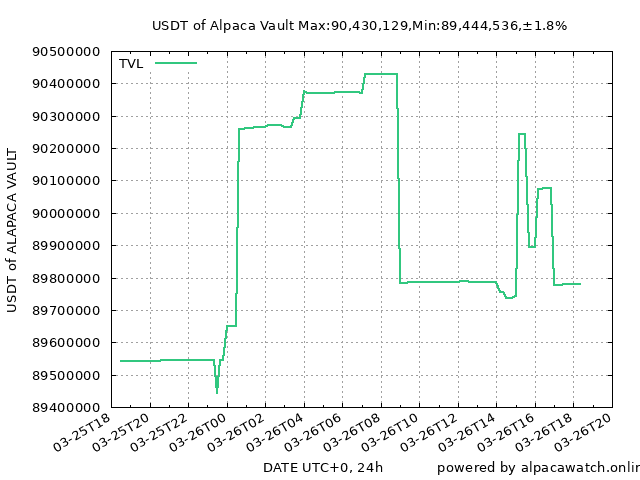 USDT of Alpaca Vault Max:90,430,129,Min:89,444,536,±1.8%
TVL
90500000
90400000
90300000
90200000
90100000
90000000
89900000
89800000
89700000
89600000
89500000
89400000
USDT of ALAPACA VAULT
03-25T18
03-25T20
03-25T22
03-26T00
03-26T02
03-26T04
03-26T06
03-26T08
03-26T10
03-26T12
03-26T14
03-26T16
03-26T18
03-26T20
DATE UTC+0, 24h
powered by alpacawatch.onlin